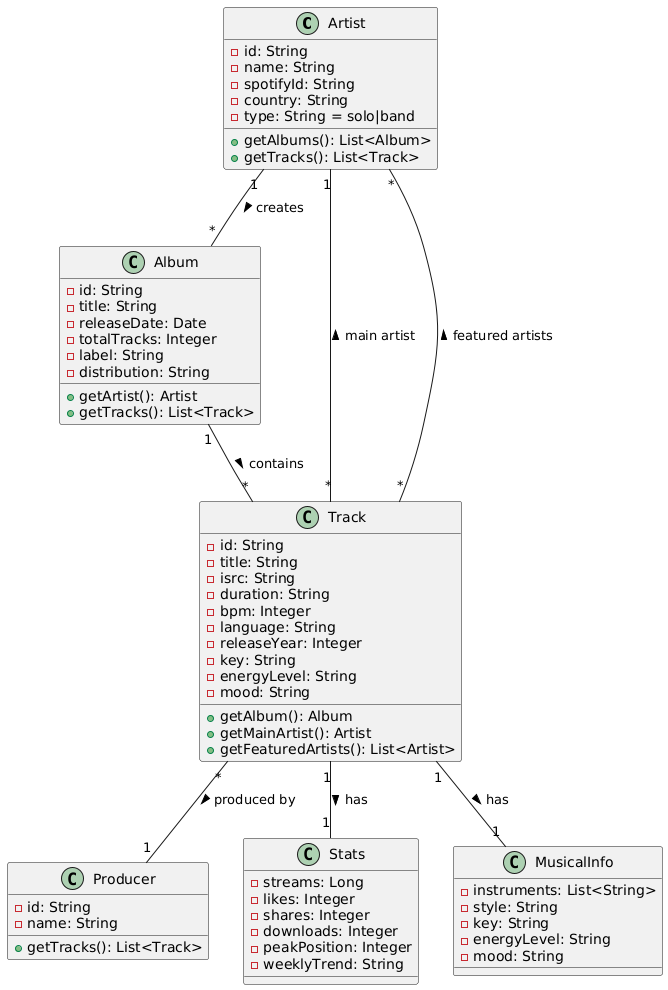 C Artist
id: String
name: String
spotifyId: String
country: String
type: String = solo|band
getAlbums(): List<Album>
getTracks(): List<Track>
1 1 *
creates
*
C Album
id: String
title: String
releaseDate: Date
totalTracks: Integer
label: String
distribution: String
getArtist(): Artist
getTracks(): List<Track>
main artist
featured artists
1
contains
* * *
C Track
id: String
title: String
isrc: String
duration: String
bpm: Integer
language: String
releaseYear: Integer
key: String
energyLevel: String
mood: String
getAlbum(): Album
getMainArtist(): Artist
getFeaturedArtists(): List<Artist>
* 1 1
produced by
has
has
1 1 1
C Producer
id: String
name: String
getTracks(): List<Track>
C Stats
streams: Long
likes: Integer
shares: Integer
downloads: Integer
peakPosition: Integer
weeklyTrend: String
C MusicalInfo
instruments: List<String>
style: String
key: String
energyLevel: String
mood: String